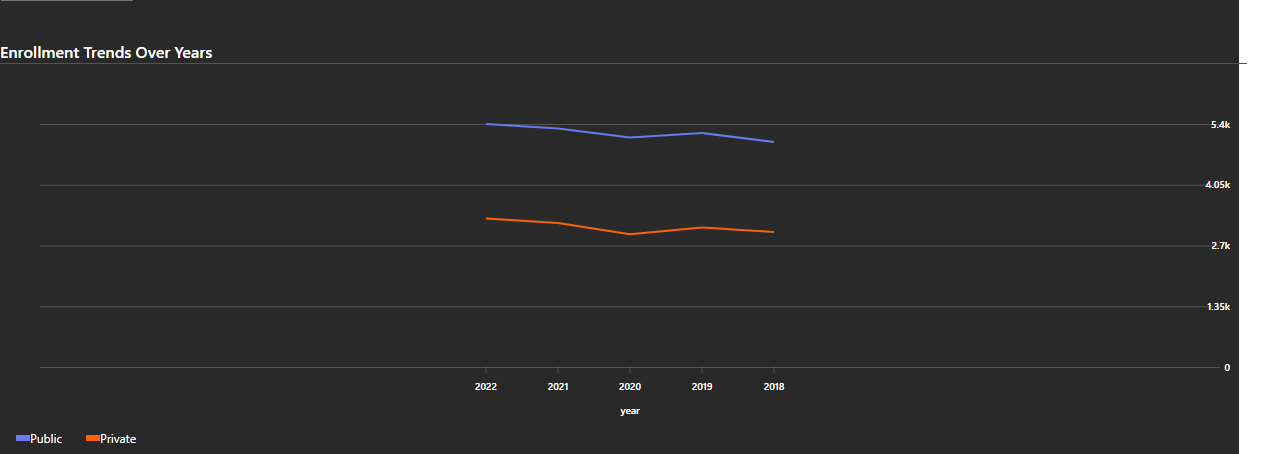 Enrollment Trends Over Years
5.4k
4.05k
2.7k
1.35k
0
2022 2021 2020 2019 2018
year
Public Private